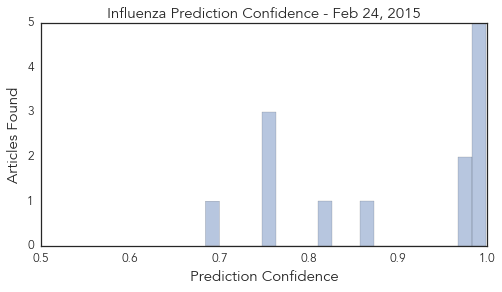 Influenza Prediction Confidence - Feb 24, 2015
Articles Found
5
4
3
2
1
0
0.5 0.6 0.7 0.8 0.9 1.0
Prediction Confidence